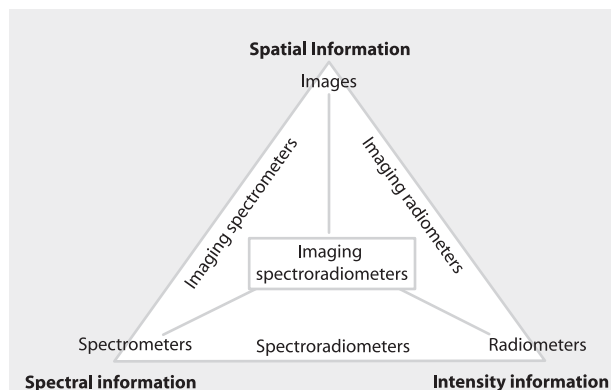 Spatial Information
Images
Imaging spectrometers
Imaging radiometers
Imaging
spectroradiometers
Spectrometers
Spectroradiometers
Radiometers
Spectral information
Intensity information